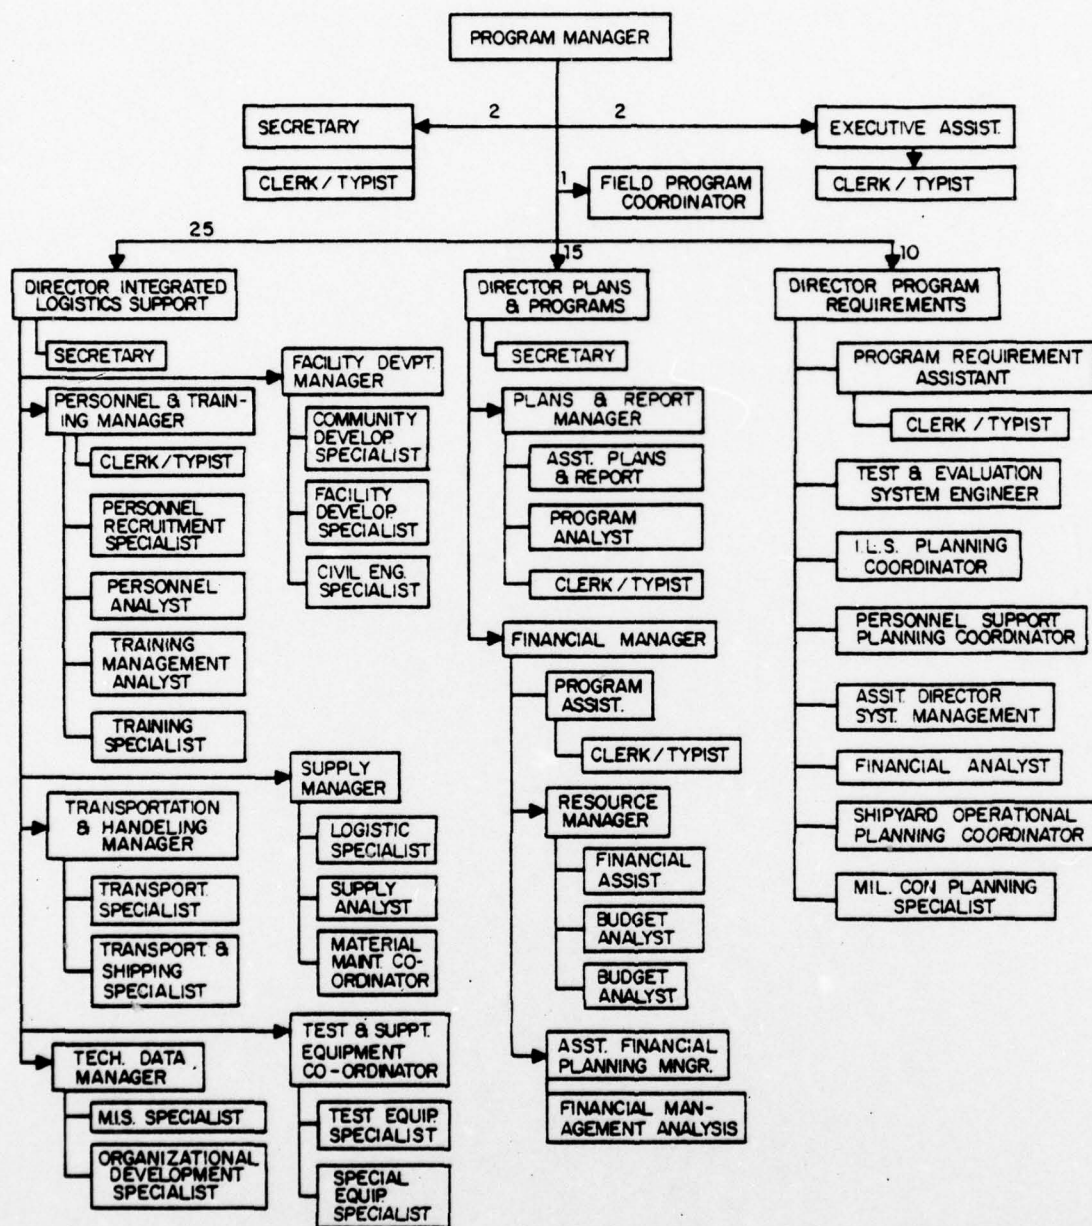 PROGRAM MANAGER
2
2
SECRETARY
EXECUTIVE ASSIST.
CLERK / TYPIST
1
FIELD PROGRAM
COORDINATOR
CLERK / TYPIST
25
15
10
DIRECTOR INTEGRATED
LOGISTICS SUPPORT
SECRETARY
FACILITY DEVPT.
MANAGER
COMMUNITY
DEVELOP
SPECIALIST
FACILITY
DEVELOP
SPECIALIST
CIVIL ENG.
SPECIALIST
PERSONNEL & TRAIN-
ING MANAGER
CLERK/TYPIST
PERSONNEL
RECRUITMENT
SPECIALIST
PERSONNEL
ANALYST
TRAINING
MANAGEMENT
ANALYST
TRAINING
SPECIALIST
SUPPLY
MANAGER
LOGISTIC
SPECIALIST
SUPPLY
ANALYST
MATERIAL
MAINT. CO-
ORDINATOR
TRANSPORTATION
& HANDELING
MANAGER
TRANSPORT.
SPECIALIST
TRANSPORT &
SHIPPING
SPECIALIST
TEST & SUPPT.
EQUIPMENT
CO-ORDINATOR
TEST EQUIP.
SPECIALIST
SPECIAL
EQUIP.
SPECIALIST
TECH. DATA
MANAGER
M.I.S. SPECIALIST
ORGANIZATIONAL
DEVELOPMENT
SPECIALIST
DIRECTOR PLANS
& PROGRAMS
SECRETARY
PLANS & REPORT
MANAGER
ASST. PLANS
& REPORT
PROGRAM
ANALYST
CLERK/TYPIST
FINANCIAL MANAGER
PROGRAM
ASSIST.
CLERK/TYPIST
RESOURCE
MANAGER
FINANCIAL
ASSIST
BUDGET
ANALYST
BUDGET
ANALYST
ASST. FINANCIAL
PLANNING MNGR.
FINANCIAL MAN-
AGEMENT ANALYSIS
DIRECTOR PROGRAM
REQUIREMENTS
PROGRAM REQUIREMENT
ASSISTANT
CLERK / TYPIST
TEST & EVALUATION
SYSTEM ENGINEER
I.L.S. PLANNING
COORDINATOR
PERSONNEL SUPPORT
PLANNING COORDINATOR
ASSIT. DIRECTOR
SYST. MANAGEMENT
FINANCIAL ANALYST
SHIPYARD OPERATIONAL
PLANNING COORDINATOR
MIL. CON PLANNING
SPECIALIST